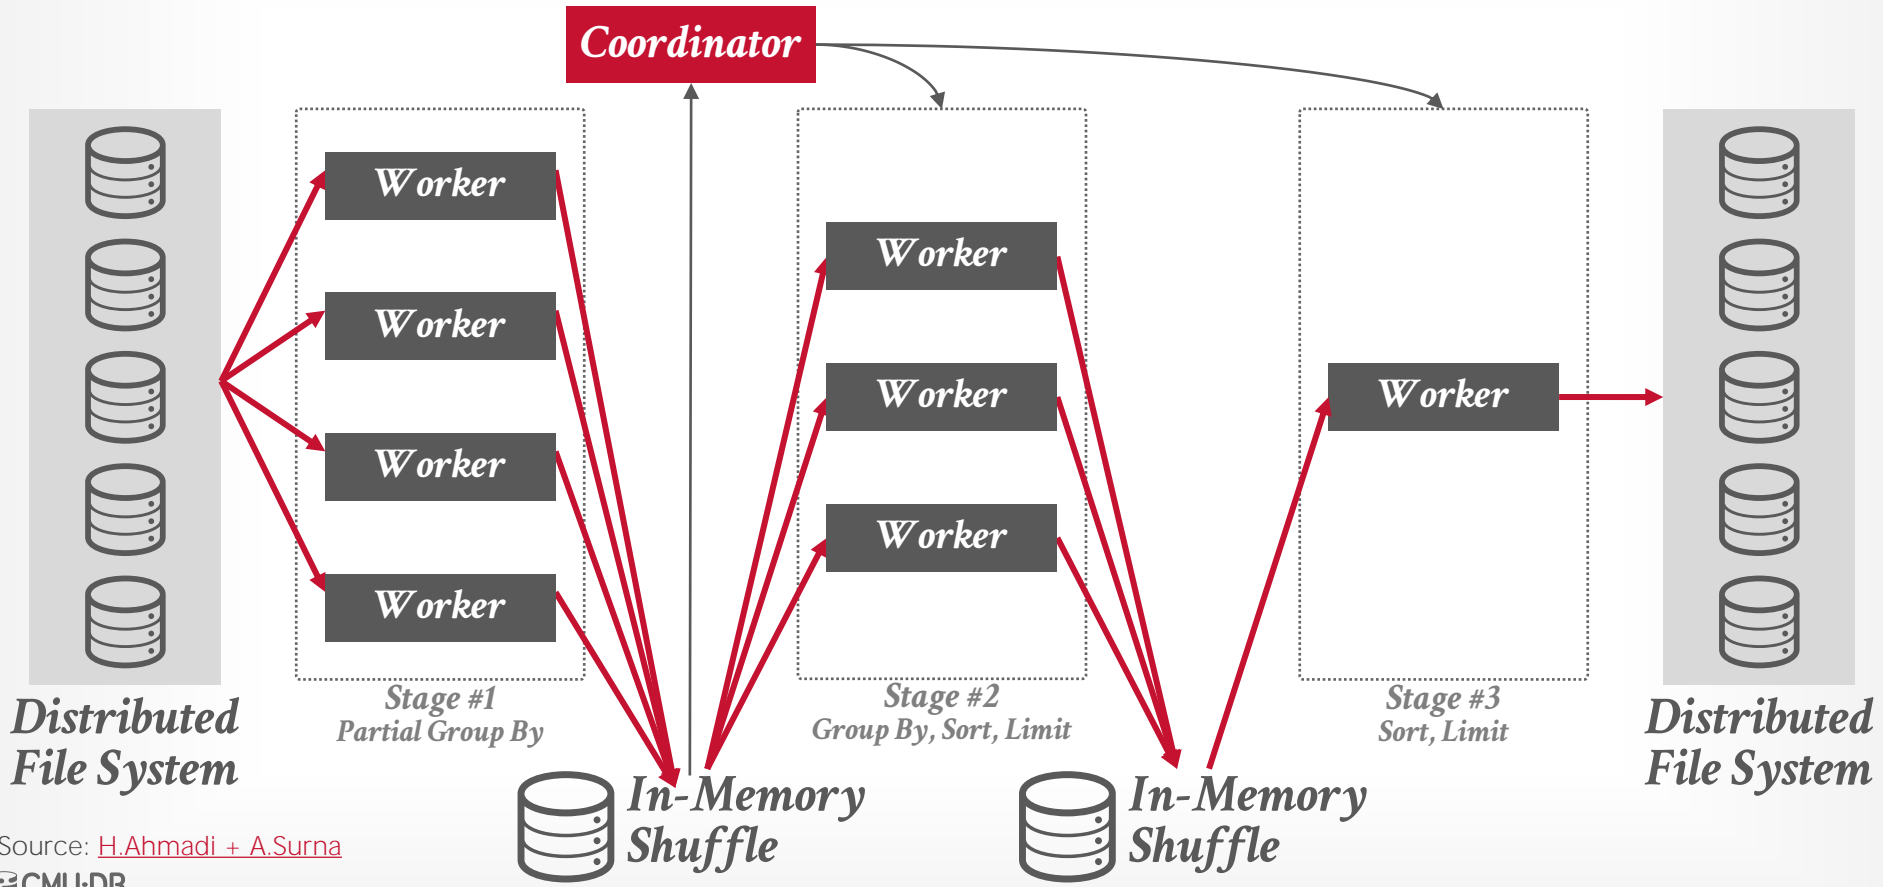 Coordinator
Worker
Worker
Worker
Worker
Stage #1
Partial Group By
Worker
Worker
Worker
Stage #2
Group By, Sort, Limit
Worker
Stage #3
Sort, Limit
Distributed
File System
In-Memory
Shuffle
In-Memory
Shuffle
Distributed
File System
Source: H.Ahmadi + A.Surna
CMU·DB